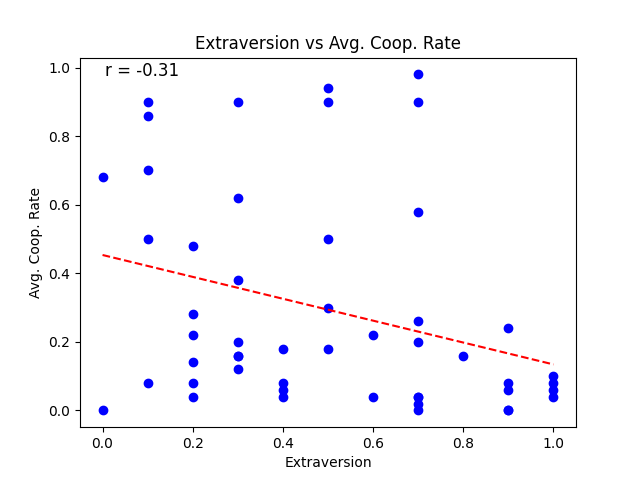 Extraversion vs Avg. Coop. Rate
r = -0.31
1.0
0.8
0.6
0.4
0.2
0.0
Avg. Coop. Rate
0.0 0.2 0.4 0.6 0.8 1.0
Extraversion